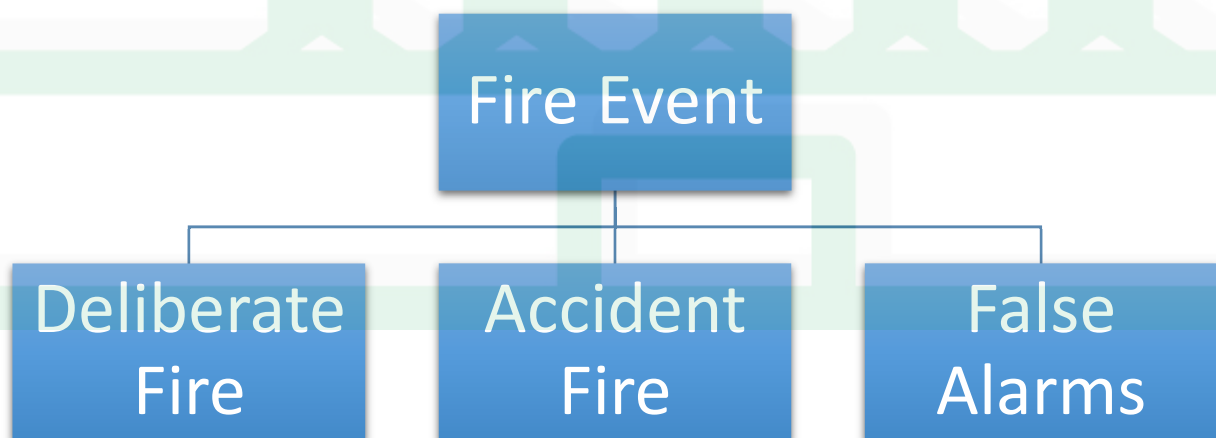 Fire Event
Deliberate
Fire
Accident
Fire
False
Alarms